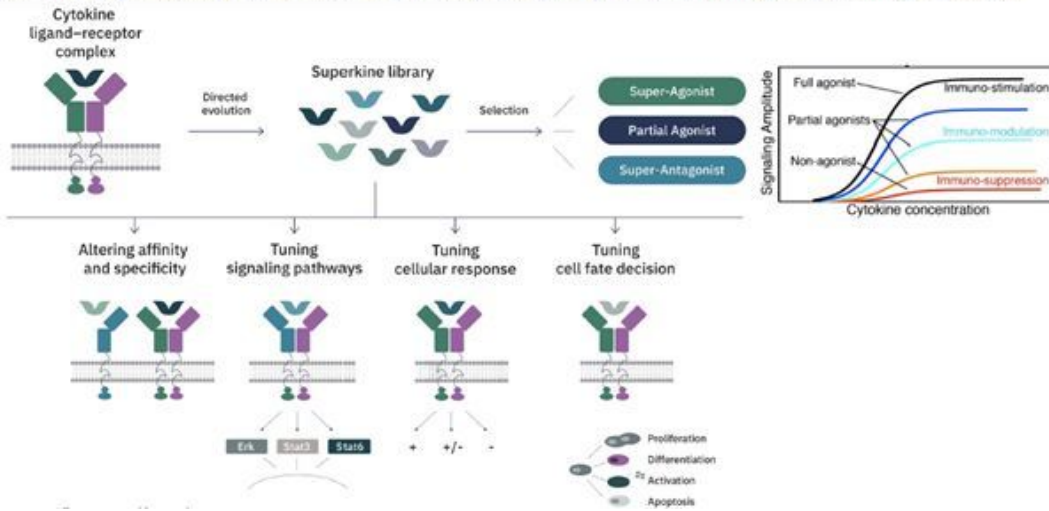 Cytokine
ligand–receptor
complex
Directed
evolution
Superkine library
Selection
Super-Agonist
Partial Agonist
Super-Antagonist
Signaling Amplitude
Full agonist
Immuno-stimulation
Partial agonists
Immuno-modulation
Non-agonist
Immuno-suppression
Cytokine concentration
Altering affinity
and specificity
Tuning
signaling pathways
Tuning
cellular response
Tuning
cell fate decision
Erk
Stat3
Stat6
+
+/-
-
Proliferation
Differentiation
Activation
Apoptosis